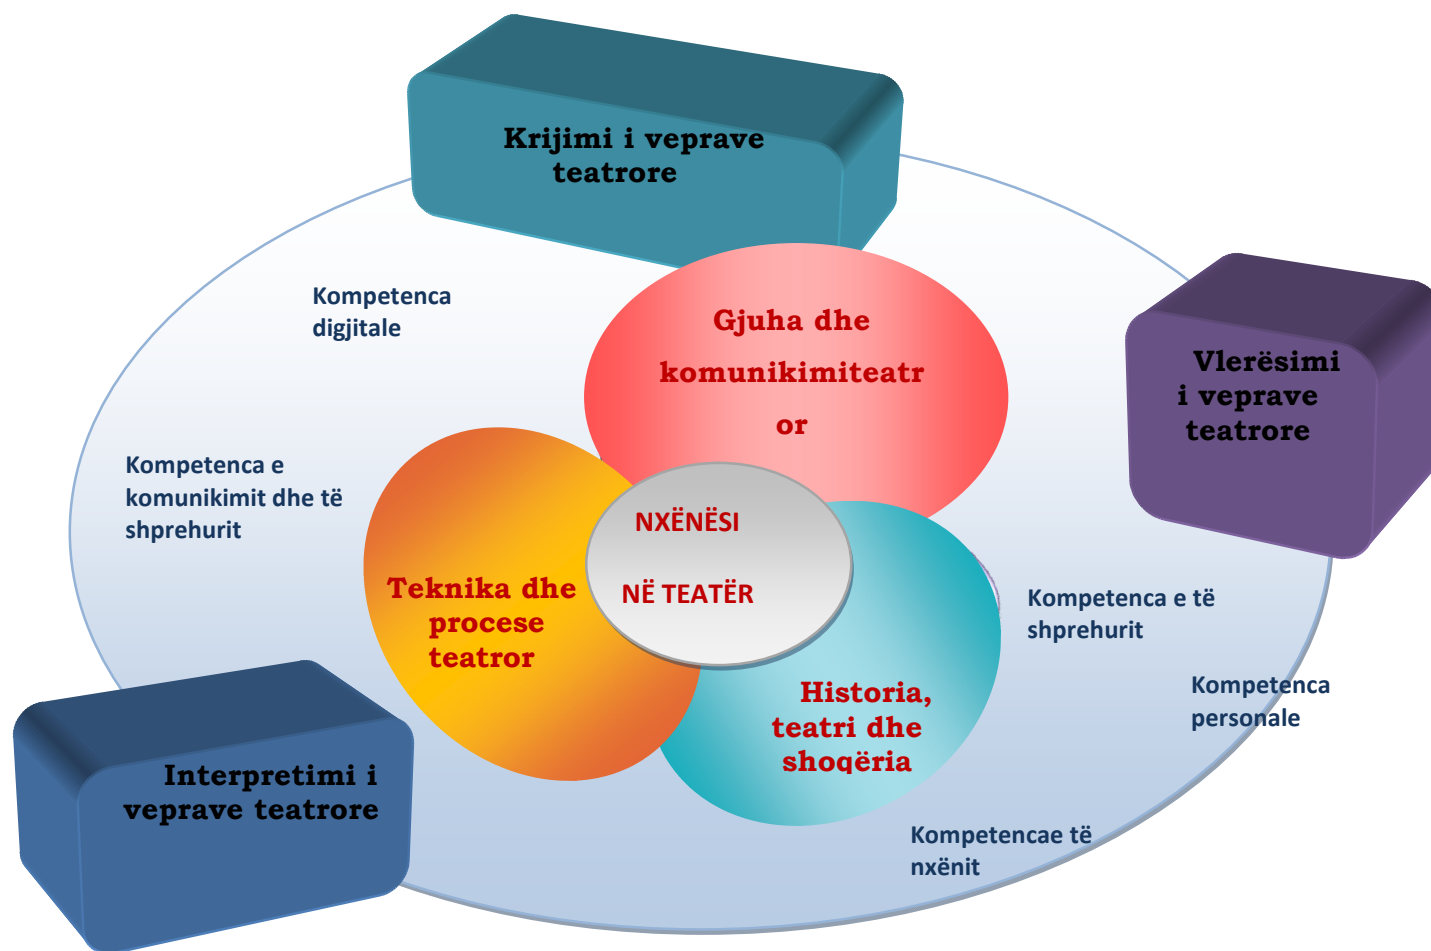 Krijimi i veprave
teatrore
Kompetenca
digjitale
Gjuha dhe
komunikimiteatr
or
Vlerësimi
i veprave
teatrore
Kompetenca e
komunikimit dhe të
shprehurit
NXËNËSI
NË TEATËR
Teknika dhe
procese
teatror
Kompetenca e të
shprehurit
Historia,
teatri dhe
shoqëria
Kompetenca
personale
Interpretimi i
veprave teatrore
Kompetencae të
nxënit